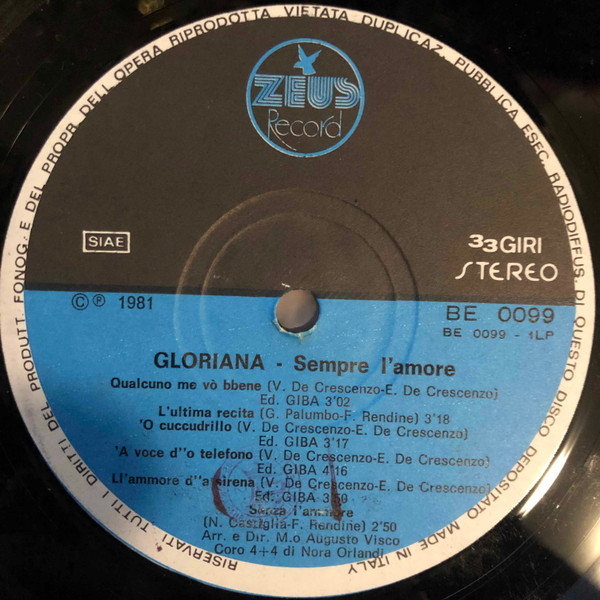 RISERVATI · TUTTI I DIRITTI DEL PRODUTT. FONOG. E DEL PROPR. DELL'OPERA RIPRODOTTA VIETATA DUPLICAZ. PUBBLICA ESEC. RADIODIFFUS. DI QUESTO DISCO DEPOSITATO MADE IN ITALY
ZEUS
Record
SIAE
33GIRI
STEREO
© ℗ 1981
BE 0099
BE 0099 - 1LP
GLORIANA - Sempre l'amore
Qualcuno me vò bbene (V. De Crescenzo-E. De Crescenzo)
Ed. GIBA 3'02
L'ultima recita (G. Palumbo-F. Rendine) 3'18
'O cuccudrillo (V. De Crescenzo-E. De Crescenzo)
Ed. GIBA 3'17
'A voce d''o telefono (V. De Crescenzo-E. De Crescenzo)
Ed. GIBA 4'16
Ll'ammore d''a sirena (V. De Crescenzo-E. De Crescenzo)
Ed. GIBA 3'50
Senza l'ammore
(N. Castiglia-F. Rendine) 2'50
Arr. e Dir. M.o Augusto Visco
Coro 4+4 di Nora Orlandi